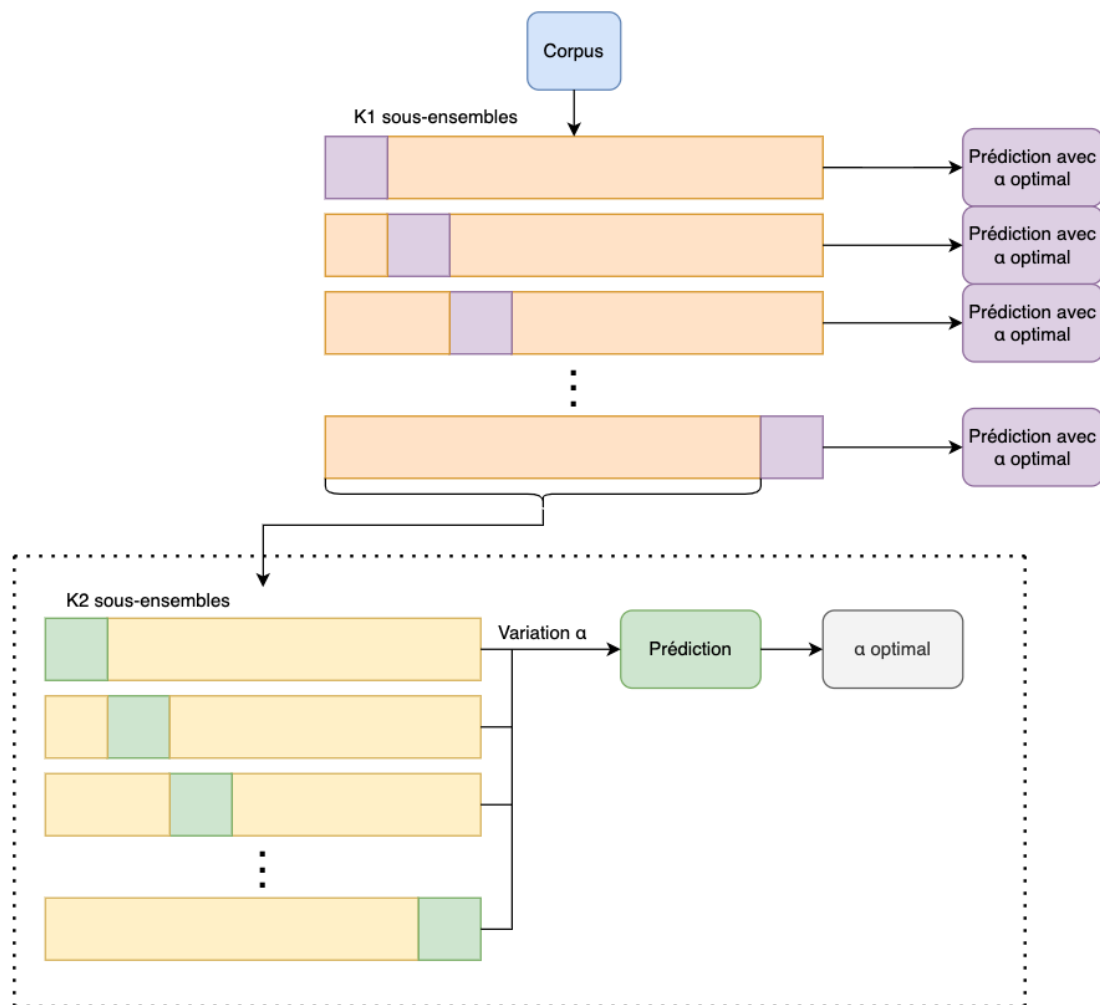 Corpus
K1 sous-ensembles
Prédiction avec
α optimal
Prédiction avec
α optimal
Prédiction avec
α optimal
Prédiction avec
α optimal
K2 sous-ensembles
Variation α
Prédiction
α optimal